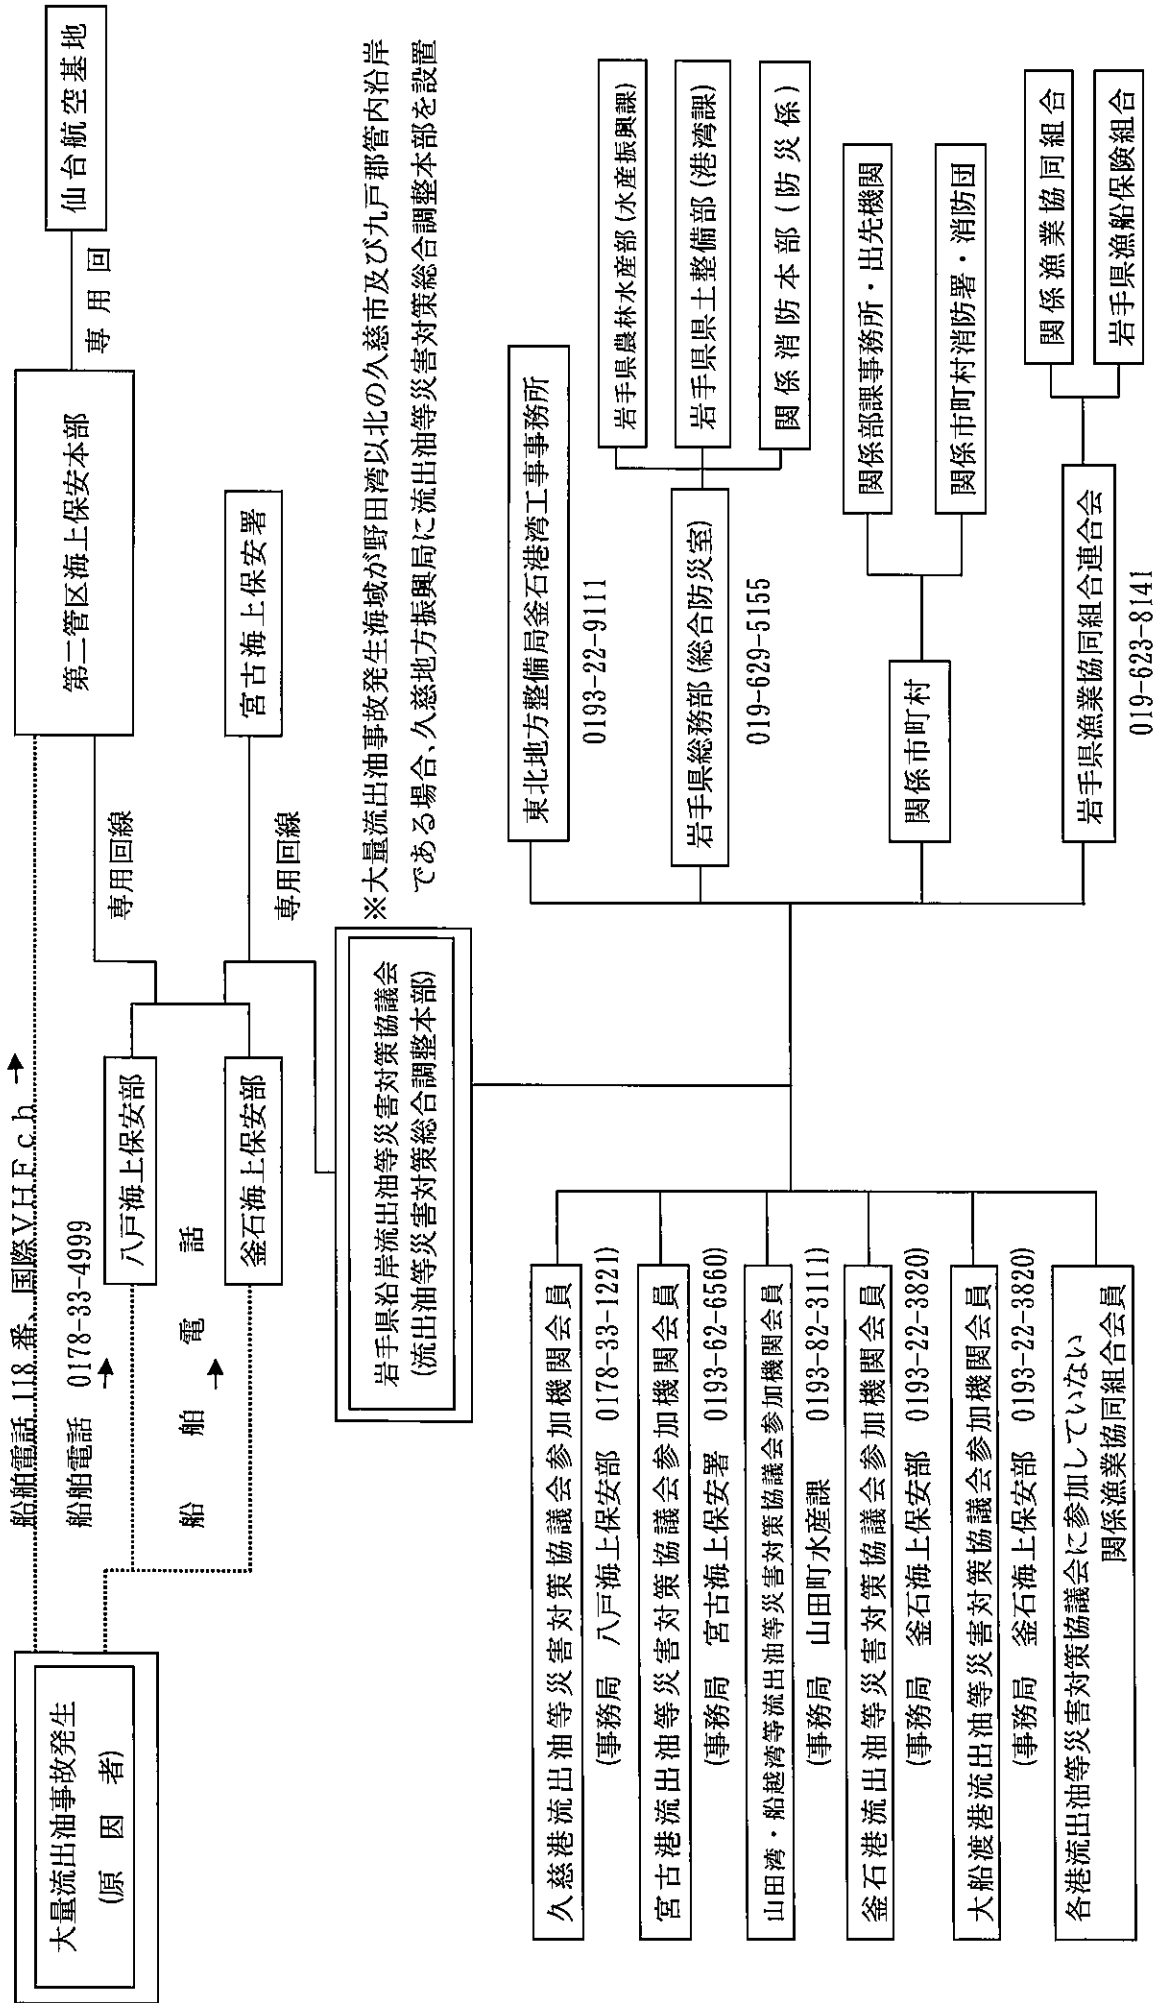 大量流出油事故発生
(原　因　者)
船舶電話 118 番、国際ＶＨＦｃｈ →
船舶電話　0178-33-4999
→
船　舶　電　話
→
八戸海上保安部
釜石海上保安部
専用回線
専用回線
第二管区海上保安本部
専用回
仙台航空基地
宮古海上保安署
岩手県沿岸流出油等災害対策協議会
(流出油等災害対策総合調整本部)
※大量流出油事故発生海域が野田湾以北の久慈市及び九戸郡管内沿岸
である場合、久慈地方振興局に流出油等災害対策総合調整本部を設置
久慈港流出油等災害対策協議会参加機関会員
(事務局　八戸海上保安部　0178-33-1221)
宮古港流出油等災害対策協議会参加機関会員
(事務局　宮古海上保安署　0193-62-6560)
山田湾・船越湾等流出油等災害対策協議会参加機関会員
(事務局　山田町水産課　0193-82-3111)
釜石港流出油等災害対策協議会参加機関会員
(事務局　釜石海上保安部　0193-22-3820)
大船渡港流出油等災害対策協議会参加機関会員
(事務局　釜石海上保安部　0193-22-3820)
各港流出油等災害対策協議会に参加していない
関係漁業協同組合会員
東北地方整備局釜石港湾工事事務所
0193-22-9111
岩手県総務部(総合防災室)
019-629-5155
岩手県農林水産部(水産振興課)
岩手県県土整備部(港湾課)
関係消防本部(防災係)
関係市町村
関係部課事務所・出先機関
関係市町村消防署・消防団
岩手県漁業協同組合連合会
019-623-8141
関係漁業協同組合
岩手県漁船保険組合